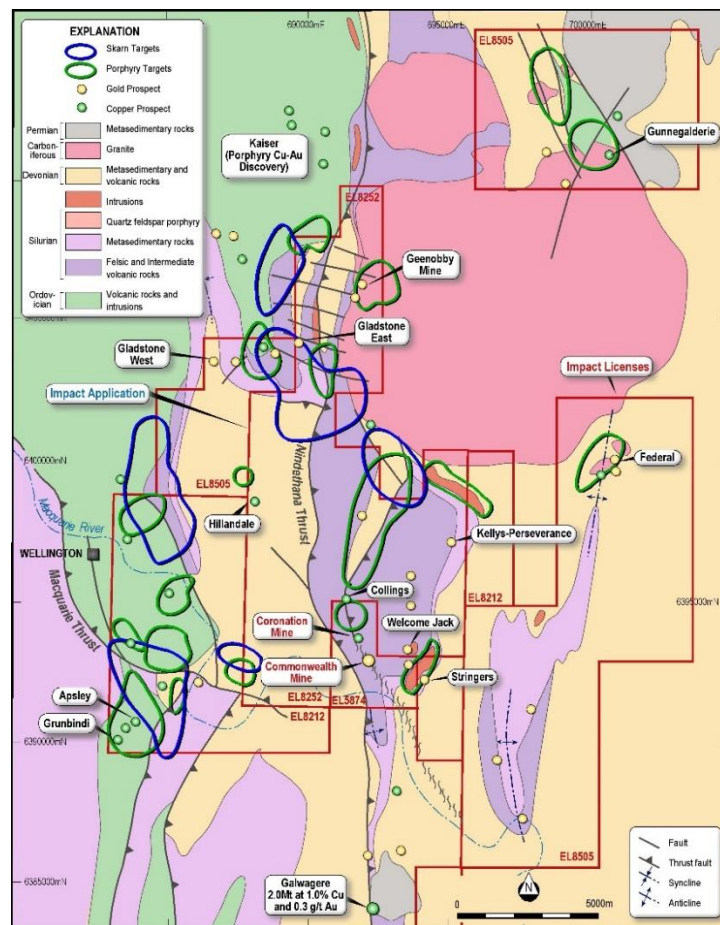 EXPLANATION
Skarn Targets
Porphyry Targets
Gold Prospect
Copper Prospect
Permian
Metasedimentary rocks
Carbon-
iferous
Granite
Devonian
Metasedimentary and
volcanic rocks
Intrusions
Quartz feldspar porphyry
Silurian
Metasedimentary rocks
Felsic and Intermediate
volcanic rocks
Ordov-
ician
Volcanic rocks and
intrusions
690000mE
695000mE
700000mE
EL8505
Gunnegalderie
Kaiser
(Porphyry Cu-Au
Discovery)
EL8252
Geenobby
Mine
Gladstone
East
Gladstone
West
Impact Application
Impact Licenses
Nindethana Thrust
6400000mN
EL8505
Federal
Macquarie River
Hillandale
Kellys-Perseverance
WELLINGTON
EL8212
Macquarie Thrust
Collings
6395000mN
Coronation
Mine
Welcome Jack
Commonwealth
Mine
Stringers
Apsley
EL8252
EL5874
EL8212
Grunbindi
6390000mN
Fault
Thrust fault
Syncline
Anticline
EL8505
6385000mN
Galwagere
2.0Mt at 1.0% Cu
and 0.3 g/t Au
N
0
5000m